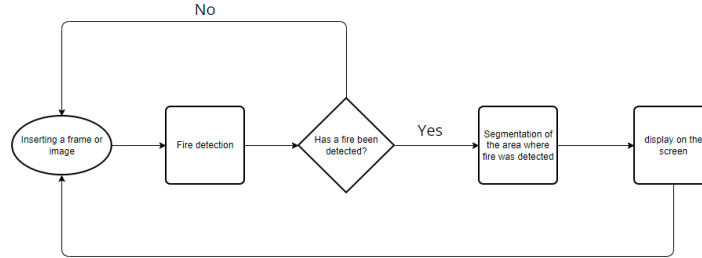 No
Inserting a frame or
image
Fire detection
Has a fire been
detected?
Yes
Segmentation of
the area where
fire was detected
display on the
screen